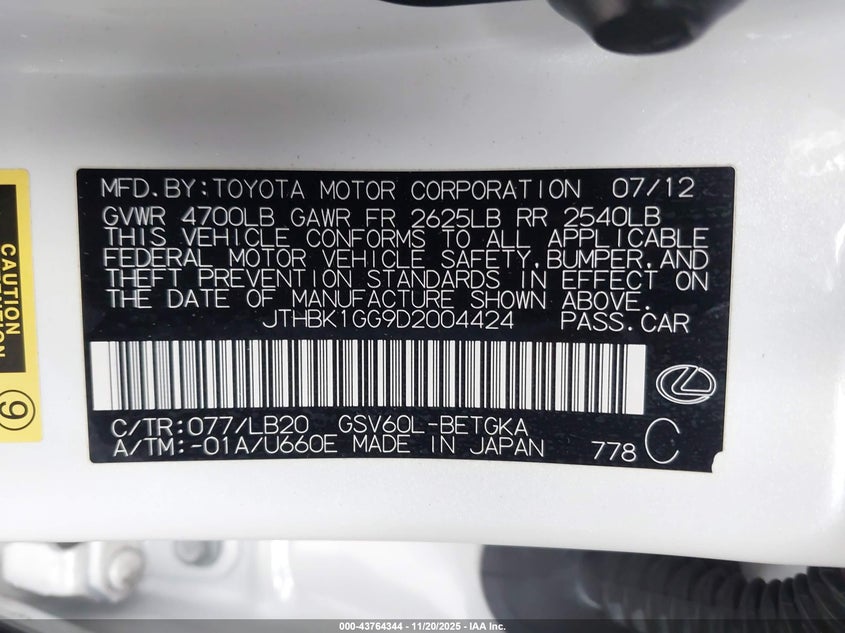 MFD.BY:TOYOTA MOTOR CORPORATION 07/12
GVWR 4700LB GAWR FR 2625LB RR 2540LB
THIS VEHICLE CONFORMS TO ALL APPLICABLE
FEDERAL MOTOR VEHICLE SAFETY,BUMPER,AND
THEFT PREVENTION STANDARDS IN EFFECT ON
THE DATE OF MANUFACTURE SHOWN ABOVE.
JTHBK1GG9D2004424 PASS.CAR
C/TR:077/LB20 GSV60L-BETGKA
A/TM:-01A/U660E MADE IN JAPAN 778 C
CAUTION
9
000-43764344 | 11/20/2025 | IAA Inc.